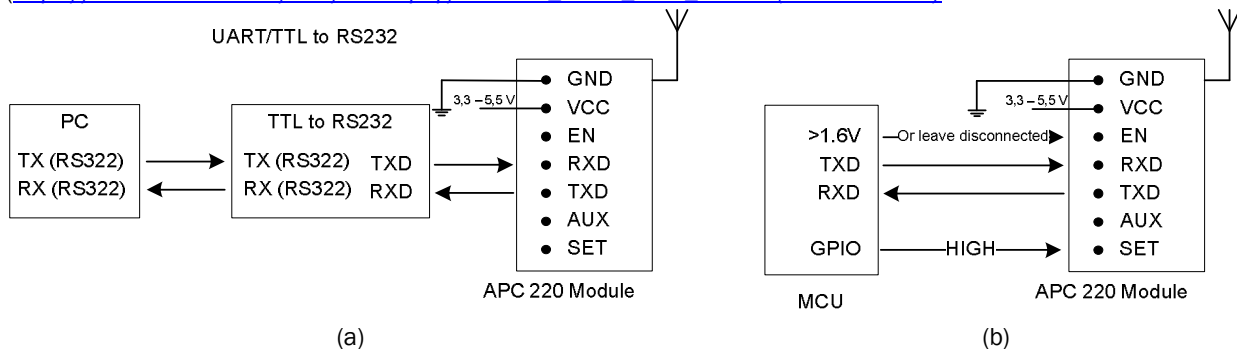 UART/TTL to RS232
GND
3,3 – 5,5 V
VCC
PC
TTL to RS232
EN
TX (RS322)
TX (RS322)
TXD
RXD
RX (RS322)
RX (RS322)
RXD
TXD
AUX
SET
APC 220 Module
(a)
GND
3,3 – 5,5 V
VCC
>1.6V
Or leave disconnected
EN
TXD
RXD
RXD
TXD
AUX
GPIO
HIGH
SET
MCU
APC 220 Module
(b)